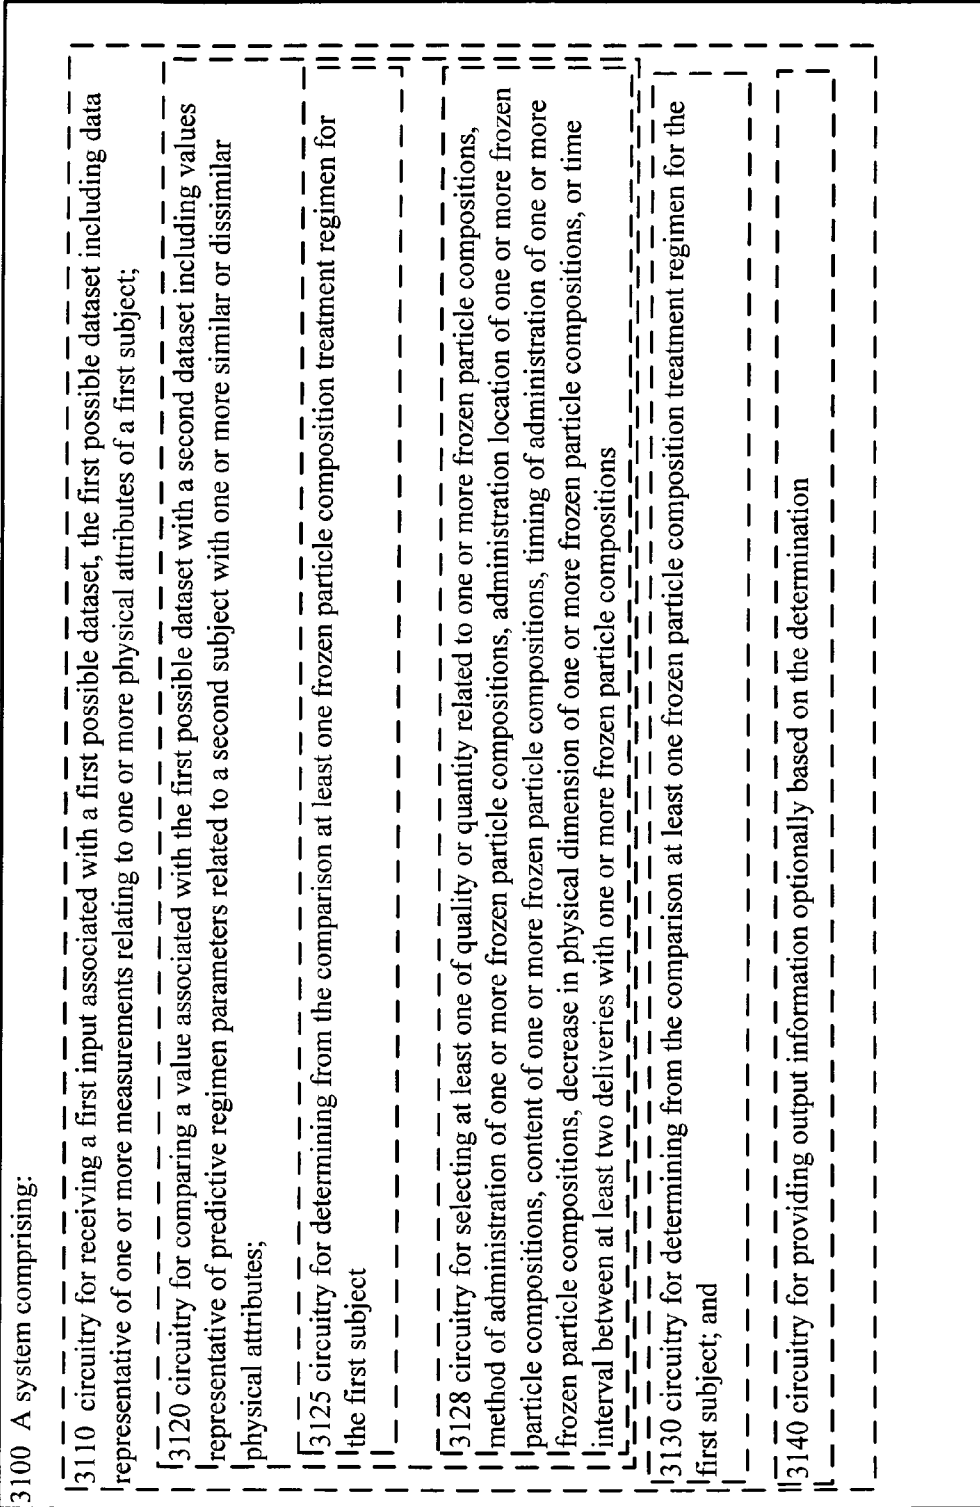 3100 A system comprising:
3110 circuitry for receiving a first input associated with a first possible dataset, the first possible dataset including data
representative of one or more measurements relating to one or more physical attributes of a first subject;
3120 circuitry for comparing a value associated with the first possible dataset with a second dataset including values
representative of predictive regimen parameters related to a second subject with one or more similar or dissimilar
physical attributes;
3125 circuitry for determining from the comparison at least one frozen particle composition treatment regimen for
the first subject
3128 circuitry for selecting at least one of quality or quantity related to one or more frozen particle compositions,
method of administration of one or more frozen particle compositions, administration location of one or more frozen
particle compositions, content of one or more frozen particle compositions, timing of administration of one or more
frozen particle compositions, decrease in physical dimension of one or more frozen particle compositions, or time
interval between at least two deliveries with one or more frozen particle compositions
3130 circuitry for determining from the comparison at least one frozen particle composition treatment regimen for the
first subject; and
3140 circuitry for providing output information optionally based on the determination